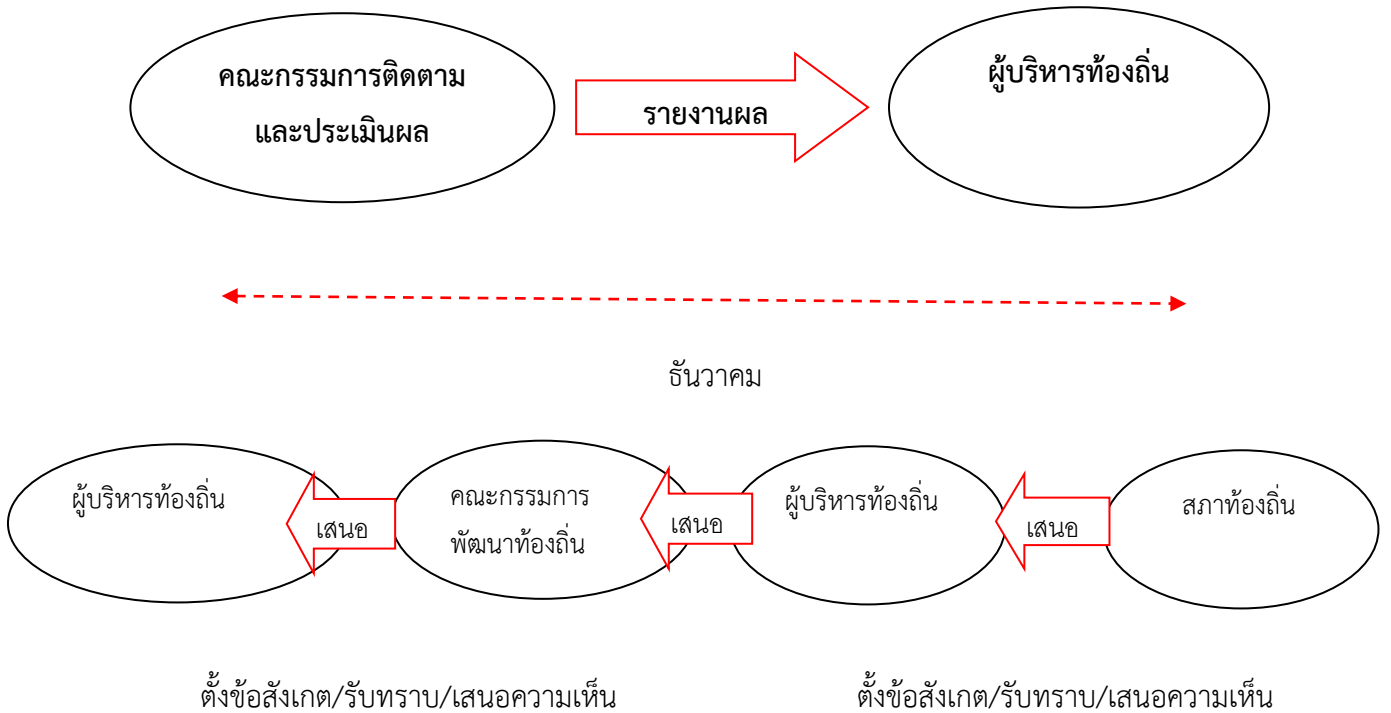 คณะกรรมการติดตาม
และประเมินผล
รายงานผล
ผู้บริหารท้องถิ่น
ธันวาคม
ผู้บริหารท้องถิ่น
เสนอ
คณะกรรมการ
พัฒนาท้องถิ่น
เสนอ
ผู้บริหารท้องถิ่น
เสนอ
สภาท้องถิ่น
ตั้งข้อสังเกต/รับทราบ/เสนอความเห็น
ตั้งข้อสังเกต/รับทราบ/เสนอความเห็น